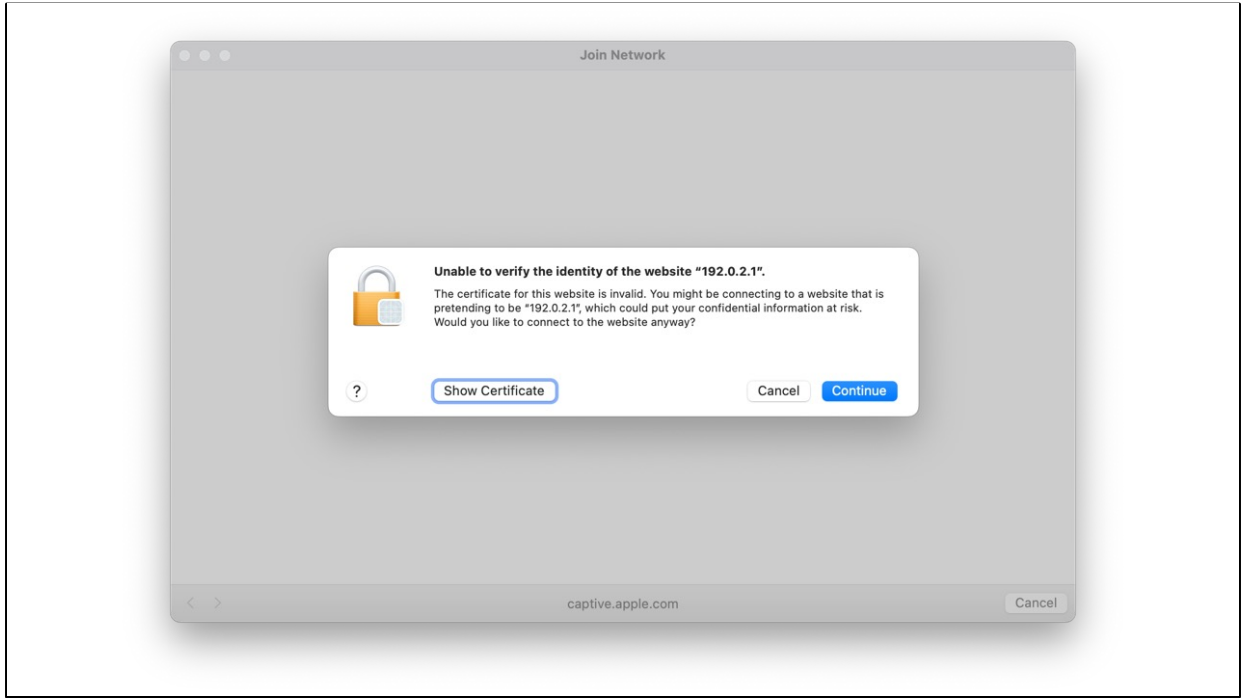 Join Network
Unable to verify the identity of the website “192.0.2.1”.
The certificate for this website is invalid. You might be connecting to a website that is
pretending to be “192.0.2.1”, which could put your confidential information at risk.
Would you like to connect to the website anyway?
?
Show Certificate
Cancel
Continue
captive.apple.com
Cancel